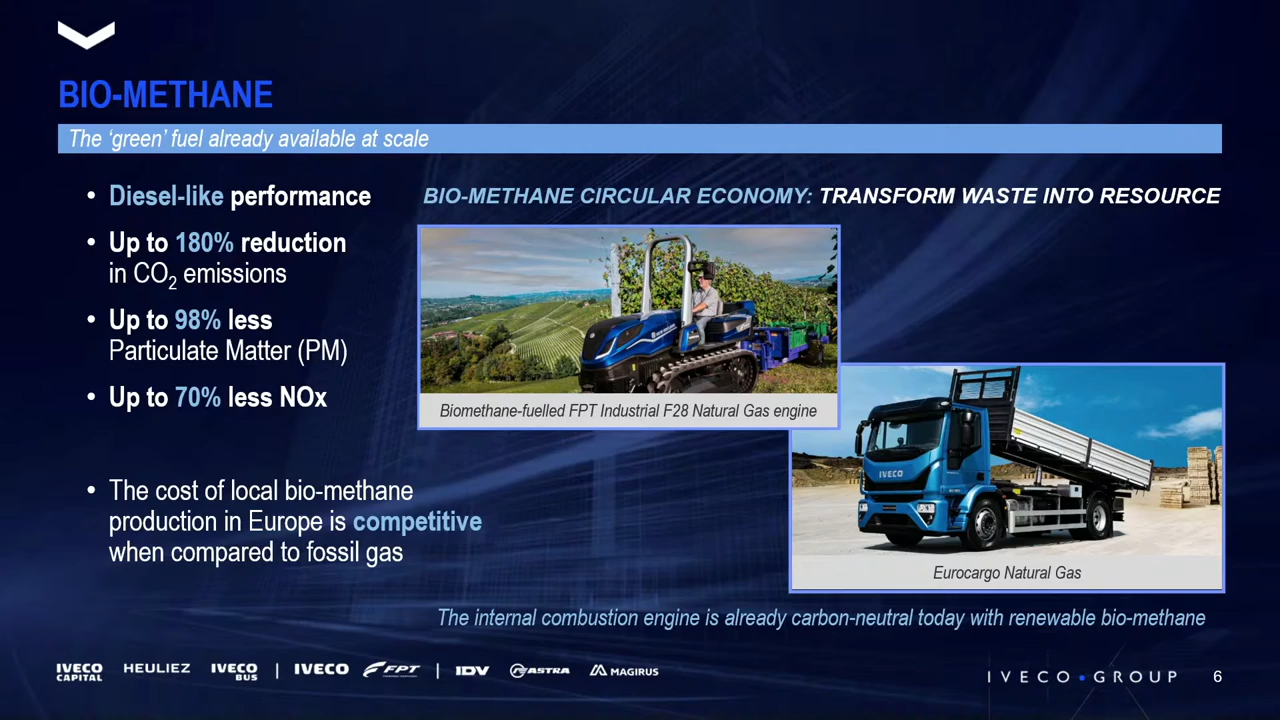 BIO-METHANE
The ‘green’ fuel already available at scale
• Diesel-like performance
• Up to 180% reduction
in CO₂ emissions
• Up to 98% less
Particulate Matter (PM)
• Up to 70% less NOx
• The cost of local bio-methane
production in Europe is competitive
when compared to fossil gas
BIO-METHANE CIRCULAR ECONOMY: TRANSFORM WASTE INTO RESOURCE
Biomethane-fuelled FPT Industrial F28 Natural Gas engine
IVECO
Eurocargo Natural Gas
The internal combustion engine is already carbon-neutral today with renewable bio-methane
IVECO CAPITAL HEULIEZ IVECO BUS | IVECO FPT | IDV ASTRA MAGIRUS
IVECO • GROUP 6